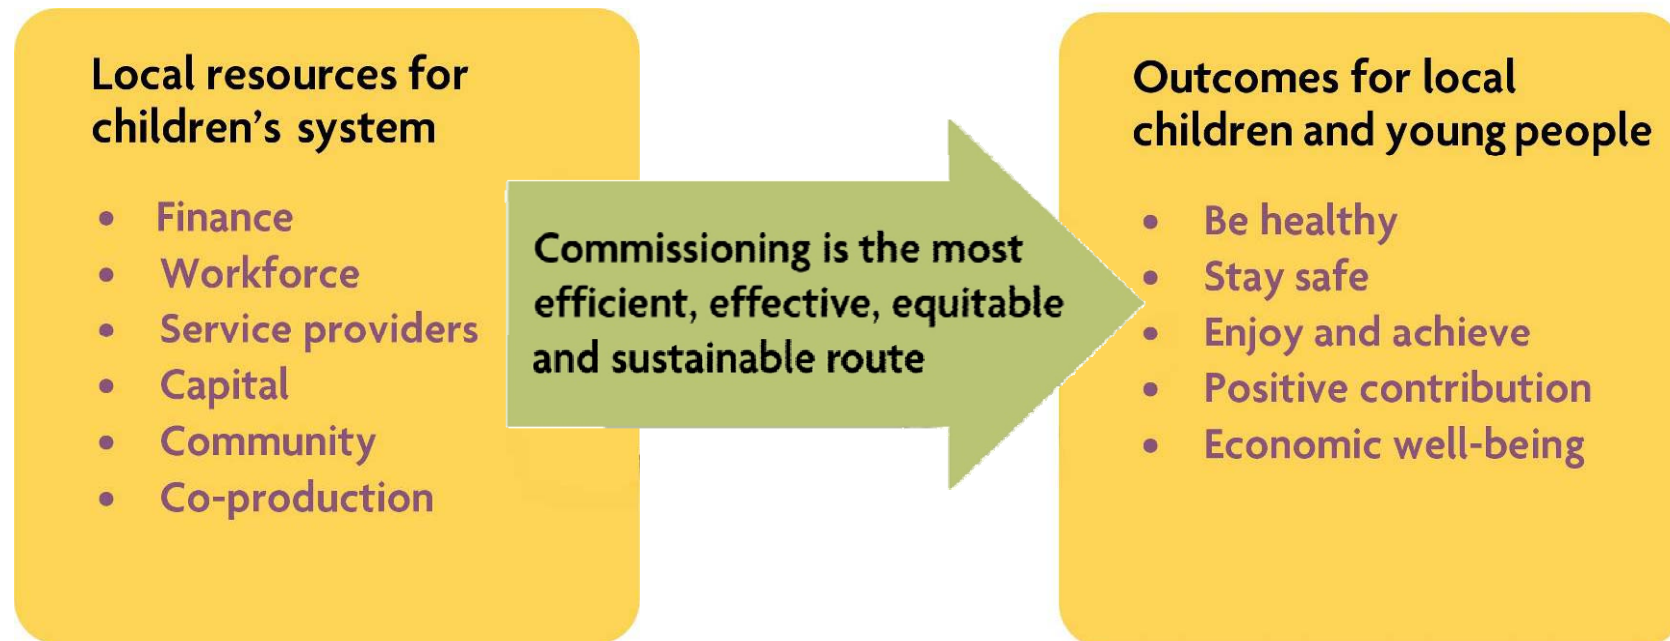 Local resources for
children's system
• Finance
• Workforce
• Service providers
• Capital
• Community
• Co-production
Commissioning is the most
efficient, effective, equitable
and sustainable route
Outcomes for local
children and young people
• Be healthy
• Stay safe
• Enjoy and achieve
• Positive contribution
• Economic well-being